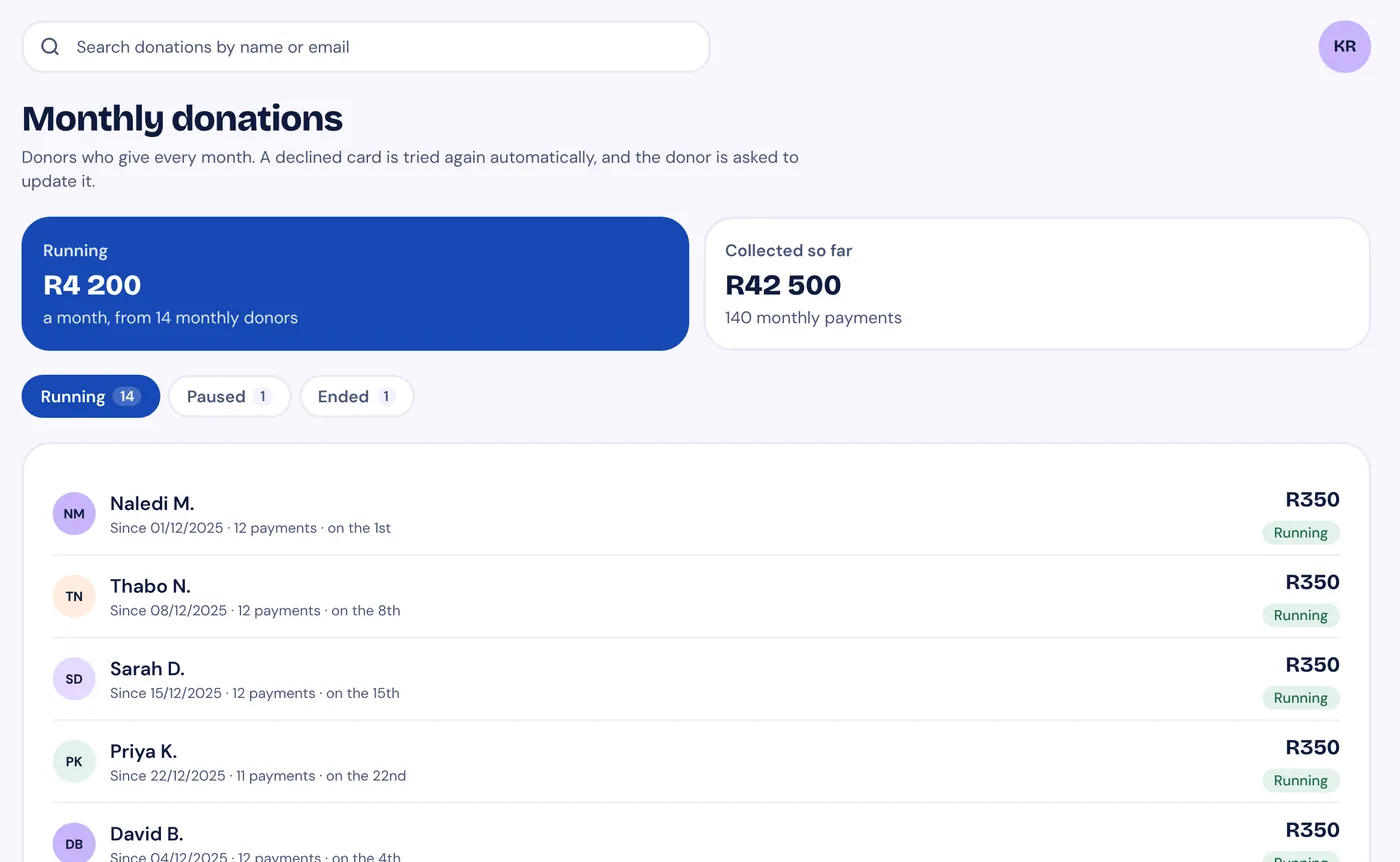 Search donations by name or email
KR
Monthly donations
Donors who give every month. A declined card is tried again automatically, and the donor is asked to
update it.
Running
R4 200
a month, from 14 monthly donors
Collected so far
R42 500
140 monthly payments
Running 14
Paused 1
Ended 1
NM
Naledi M.
Since 01/12/2025 · 12 payments · on the 1st
R350
Running
TN
Thabo N.
Since 08/12/2025 · 12 payments · on the 8th
R350
Running
SD
Sarah D.
Since 15/12/2025 · 12 payments · on the 15th
R350
Running
PK
Priya K.
Since 22/12/2025 · 11 payments · on the 22nd
R350
Running
DB
David B.
Since 04/12/2025 · 12 payments · on the 4th
R350
Running